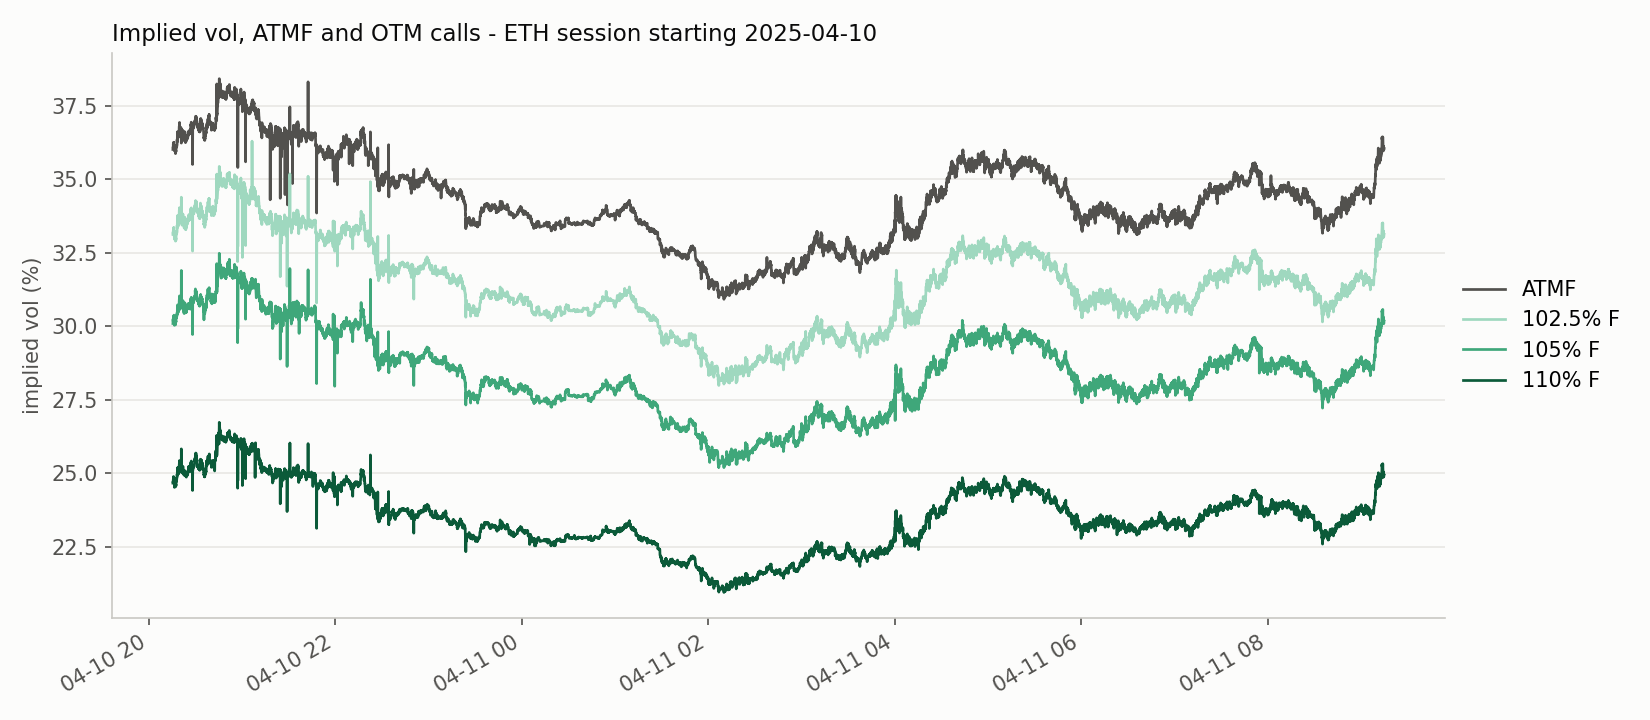 Implied vol, ATMF and OTM calls - ETH session starting 2025-04-10
37.5
35.0
32.5
30.0
27.5
25.0
22.5
implied vol (%)
ATMF
102.5% F
105% F
110% F
04-10 20
04-10 22
04-11 00
04-11 02
04-11 04
04-11 06
04-11 08